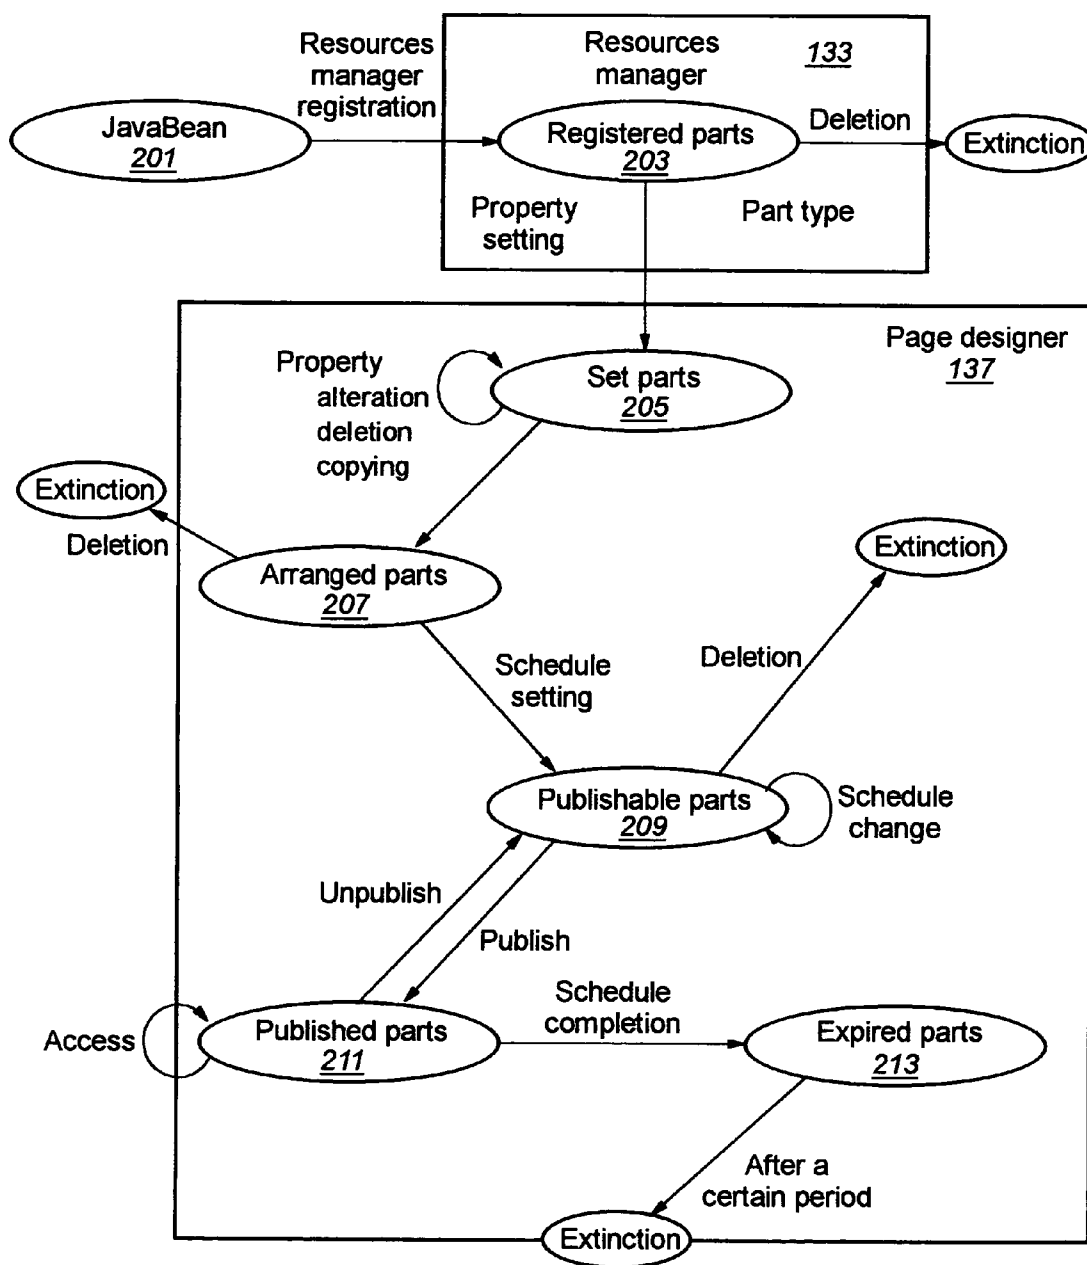 Resources
manager
registration
Resources
manager
133
JavaBean
201
Registered parts
203
Deletion
Extinction
Property
setting
Part type
Page designer
137
Property
alteration
deletion
copying
Set parts
205
Extinction
Deletion
Arranged parts
207
Extinction
Schedule
setting
Deletion
Publishable parts
209
Schedule
change
Unpublish
Publish
Access
Published parts
211
Schedule
completion
Expired parts
213
After a
certain period
Extinction